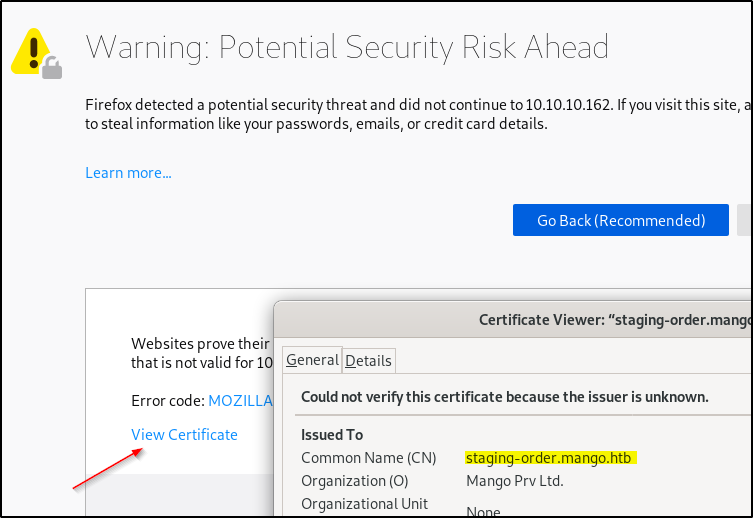 Warning: Potential Security Risk Ahead
Firefox detected a potential security threat and did not continue to 10.10.10.162. If you visit this site, a
to steal information like your passwords, emails, or credit card details.
Learn more...
Go Back (Recommended)
Websites prove their
that is not valid for 10
Error code: MOZILLA
View Certificate
Certificate Viewer: “staging-order.mango
General Details
Could not verify this certificate because the issuer is unknown.
Issued To
Common Name (CN) staging-order.mango.htb
Organization (O) Mango Prv Ltd.
Organizational Unit None